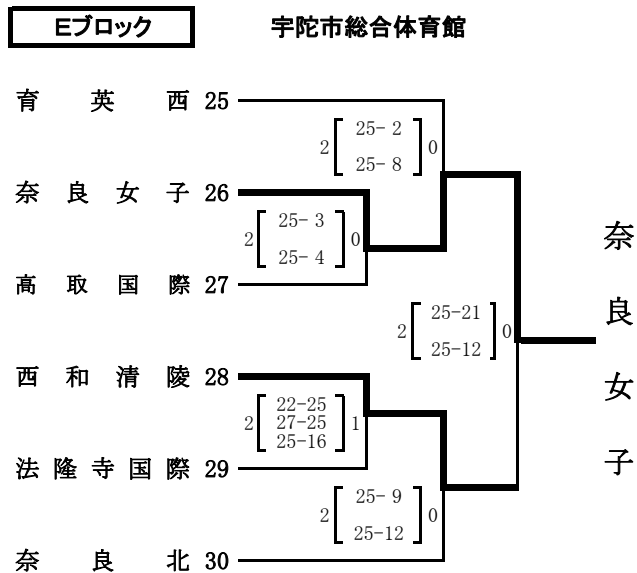 Eブロック
宇陀市総合体育館
育英西 25
2 25- 2 0
25- 8
奈良女子 26
2 25- 3 0
25- 4
高取国際 27
奈良女子
2 25-21 0
25-12
西和清陵 28
22-25
2 27-25 1
25-16
法隆寺国際 29
2 25- 9 0
25-12
奈良北 30